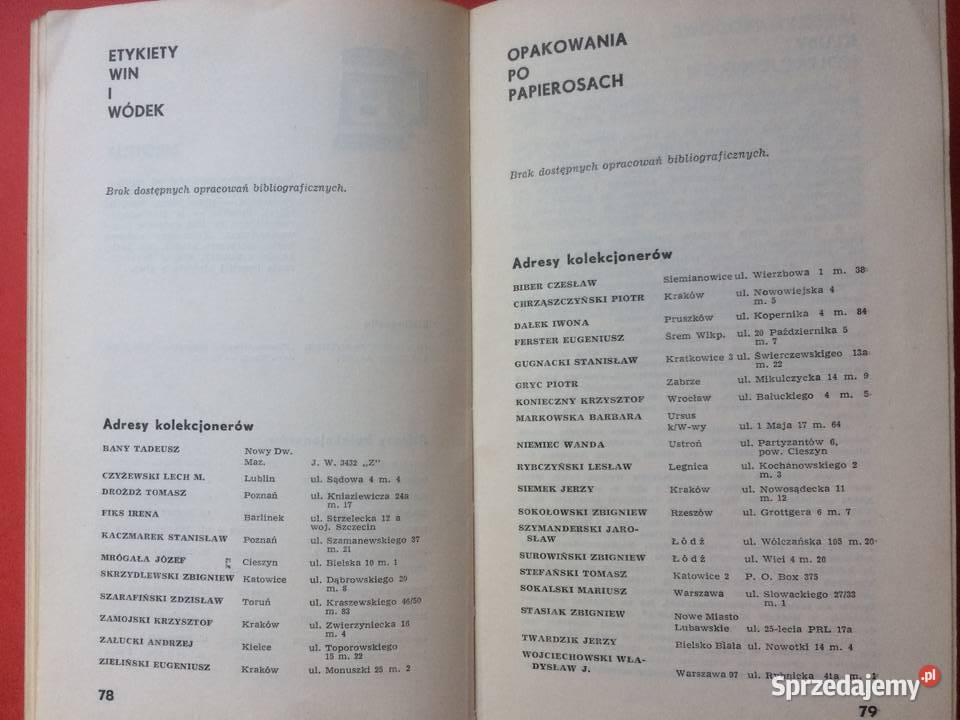 ETYKIETY
WIN
I
WÓDEK
Brak dostępnych opracowań bibliograficznych.
Adresy kolekcjonerów
BANY TADEUSZ Nowy Dw.
Maz. J. W. 3432 „Z”
CZYŻEWSKI LECH M. Lublin ul. Sądowa 4 m. 4
DROŻDŻ TOMASZ Poznań ul. Kniaziewicza 24a
m. 17
FIKS IRENA Barlinek ul. Strzelecka 12 a
woj. Szczecin
KACZMAREK STANISŁAW Poznań ul. Szamanewskiego 37
m. 21
MRÓGAŁA JÓZEF Cieszyn ul. Bielska 10 m. 1
SKRZYDLEWSKI ZBIGNIEW Katowice ul. Dąbrowskiego 20
m. 8
SZARAFIŃSKI ZDZISŁAW Toruń ul. Kraszewskiego 46/50
m. 83
ZAMOJSKI KRZYSZTOF Kraków ul. Zwierzyniecka 16
m. 4
ZAŁUCKI ANDRZEJ Kielce ul. Toporowskiego
15 m. 22
ZIELIŃSKI EUGENIUSZ Kraków ul. Monuszki 25 m. 2
78
OPAKOWANIA
PO
PAPIEROSACH
Brak dostępnych opracowań bibliograficznych.
Adresy kolekcjonerów
BIBER CZESŁAW Siemianowice ul. Wierzbowa 1 m. 38
CHRZĄSZCZYŃSKI PIOTR Kraków ul. Nowowiejska 4
m. 5
DAŁEK IWONA Pruszków ul. Kopernika 4 m. 84
FERSTER EUGENIUSZ Śrem Wlkp. ul. 20 Października 5
m. 7
GUGNACKI STANISŁAW Kratkowice 3 ul. Świerczewskigeo 13a
m. 22
GRYC PIOTR Zabrze ul. Mikulczycka 14 m. 9
KONIECZNY KRZYSZTOF Wrocław ul. Bałuckiego 4 m. 5
MARKOWSKA BARBARA Ursus
k/W-wy ul. 1 Maja 17 m. 64
NIEMIEC WANDA Ustroń ul. Partyzantów 6,
pow. Cieszyn
RYBCZYŃSKI LESŁAW Legnica ul. Kochanowskiego 2
m. 3
SIEMEK JERZY Kraków ul. Nowosądecka 11
m. 12
SOKOŁOWSKI ZBIGNIEW Rzeszów ul. Grottgera 6 m. 7
SZYMANDERSKI JARO-
SŁAW Łódź ul. Wólczańska 105 m. 20
SUROWIŃSKI ZBIGNIEW Łódź ul. Wici 4 m. 20
STEFAŃSKI TOMASZ Katowice 2 P. O. Box 375
SOKALSKI MARIUSZ Warszawa ul. Słowackiego 27/33
m. 1
STASIAK ZBIGNIEW Nowe Miasto
Lubawskie ul. 25-lecia PRL 17a
TWARDZIK JERZY Bielsko Biała ul. Nowotki 14 m. 4
WOJCIECHOWSKI WŁA-
DYSŁAW J. Warszawa 97 ul. Rybnicka 41a m. 1
79
Sprzedajemy.pl